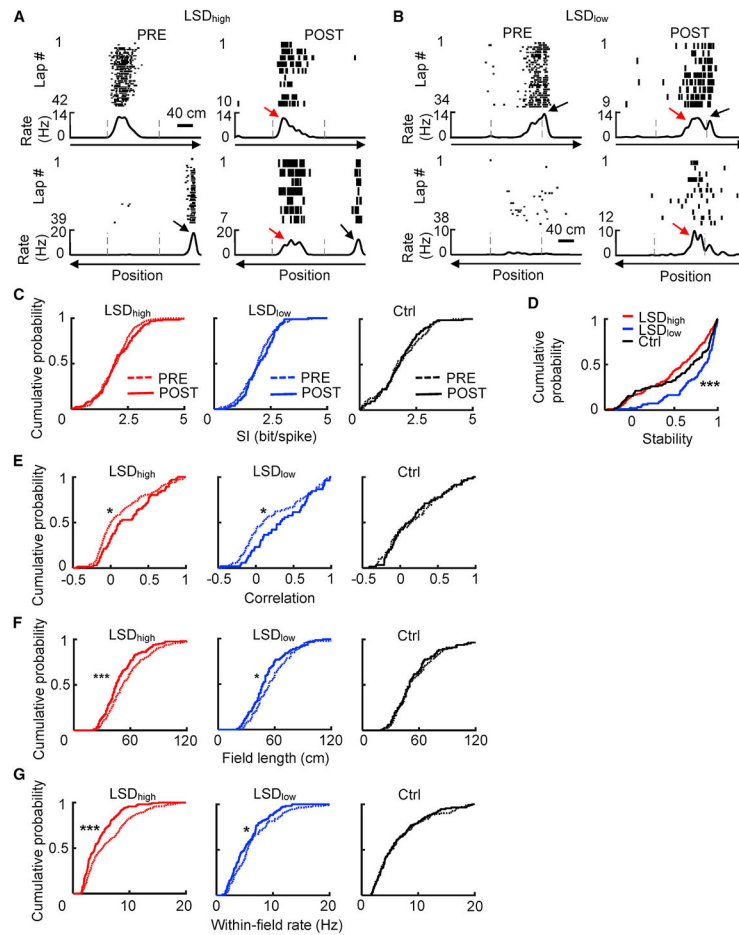 A LSDhigh
PRE POST
Lap #
1 1
42 10
Rate (Hz)
14 14
0 0
40 cm
Lap #
1 1
39 7
Rate (Hz)
20 20
0 0
Position
B LSDlow
PRE POST
Lap #
1 1
34 9
Rate (Hz)
14 14
0 0
Lap #
1 1
38 12
Rate (Hz)
10 10
0 0
40 cm
Position
C
LSDhigh LSDlow Ctrl
Cumulative probability
1
0.5
PRE PRE PRE
POST POST POST
0 2.5 5 0 2.5 5 0 2.5 5
SI (bit/spike)
D
LSDhigh
LSDlow
Ctrl
Cumulative probability
1
0.5
***
0 0.5 1
Stability
E
LSDhigh LSDlow Ctrl
Cumulative probability
1
0.5
0
* *
-0.5 0 0.5 1 -0.5 0 0.5 1 -0.5 0 0.5 1
Correlation
F
LSDhigh LSDlow Ctrl
Cumulative probability
1
0.5
*** *
0 60 120 0 60 120 0 60 120
Field length (cm)
G
LSDhigh LSDlow Ctrl
Cumulative probability
1
0.5
*** *
0 10 20 0 10 20 0 10 20
Within-field rate (Hz)